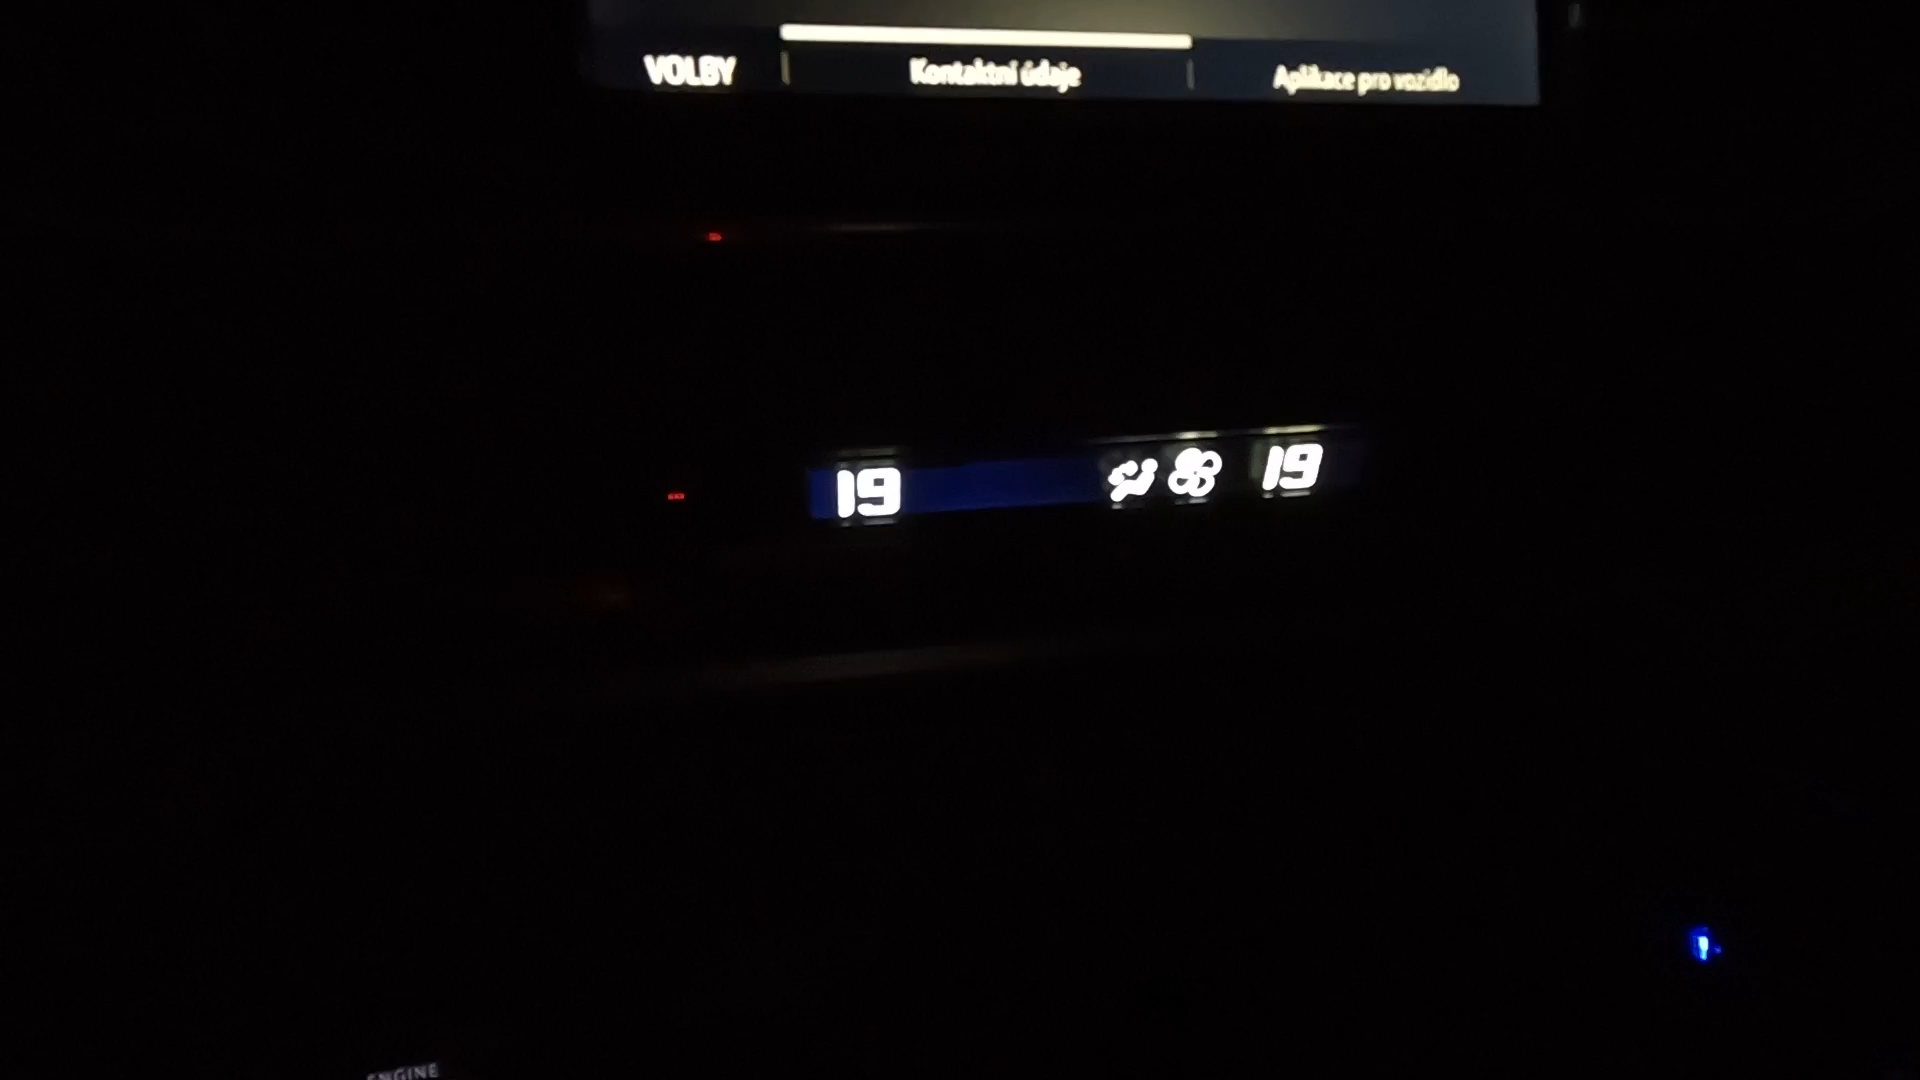 VOLBY
Kontaktní údaje
Aplikace pro vozidlo
19
19
ENGINE